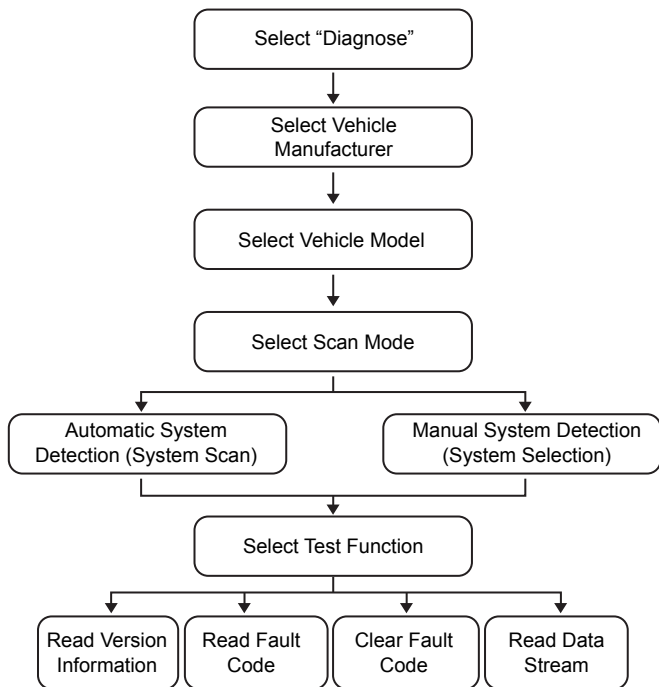 Select “Diagnose”
Select Vehicle
Manufacturer
Select Vehicle Model
Select Scan Mode
Automatic System
Detection (System Scan)
Manual System Detection
(System Selection)
Select Test Function
Read Version
Information
Read Fault
Code
Clear Fault
Code
Read Data
Stream